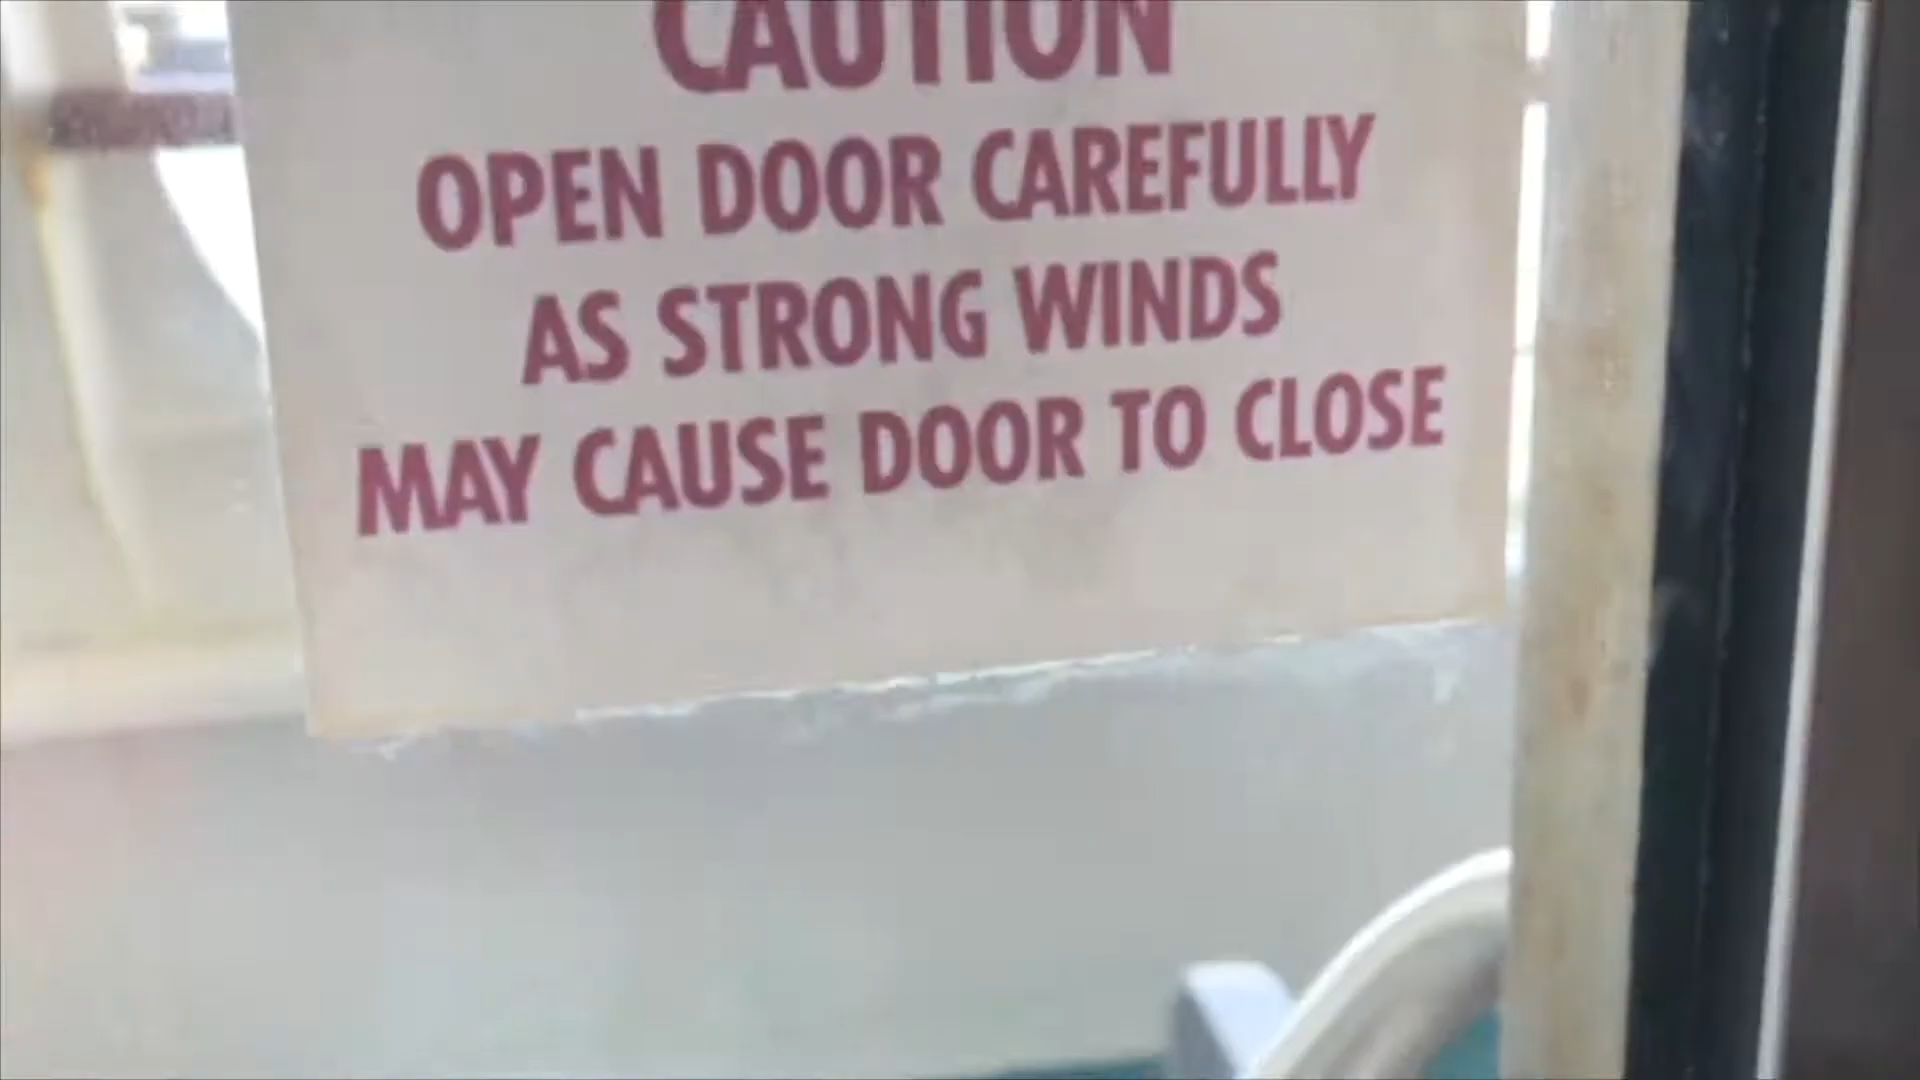 CAUTION
OPEN DOOR CAREFULLY
AS STRONG WINDS
MAY CAUSE DOOR TO CLOSE